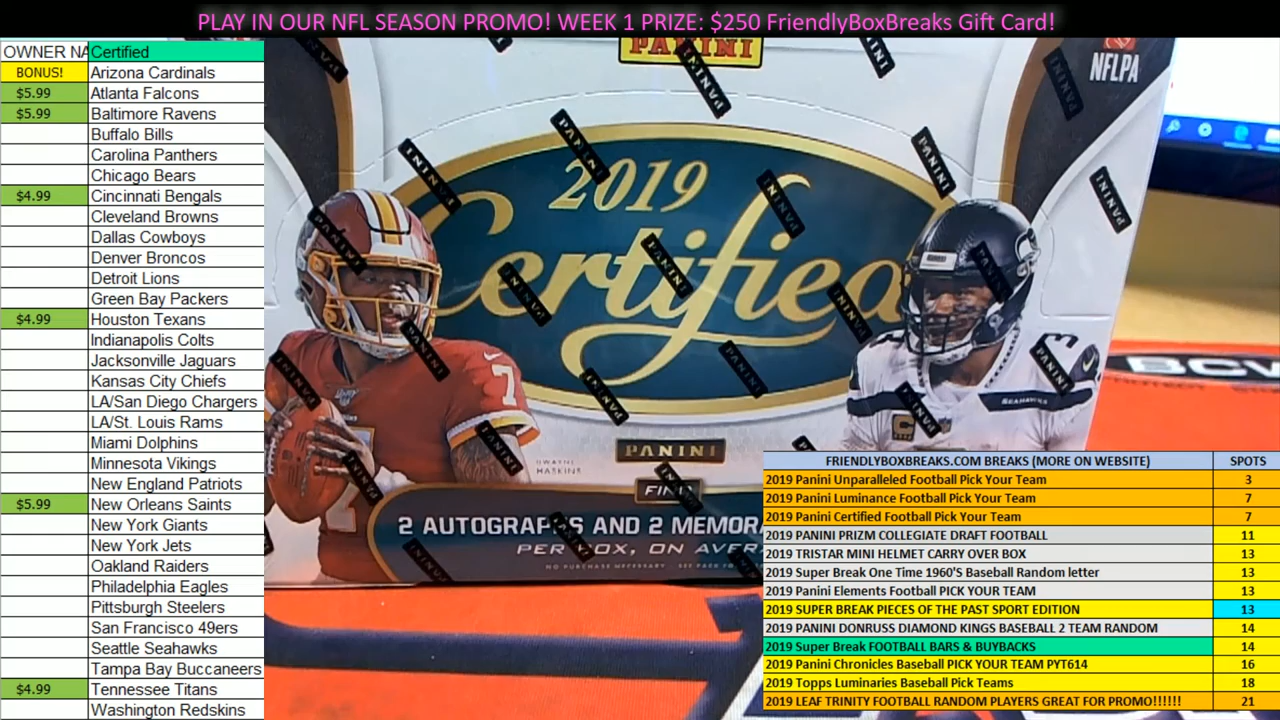 PLAY IN OUR NFL SEASON PROMO! WEEK 1 PRIZE: $250 FriendlyBoxBreaks Gift Card!
OWNER NA Certified
BONUS! Arizona Cardinals
$5.99 Atlanta Falcons
$5.99 Baltimore Ravens
Buffalo Bills
Carolina Panthers
Chicago Bears
$4.99 Cincinnati Bengals
Cleveland Browns
Dallas Cowboys
Denver Broncos
Detroit Lions
Green Bay Packers
$4.99 Houston Texans
Indianapolis Colts
Jacksonville Jaguars
Kansas City Chiefs
LA/San Diego Chargers
LA/St. Louis Rams
Miami Dolphins
Minnesota Vikings
New England Patriots
$5.99 New Orleans Saints
New York Giants
New York Jets
Oakland Raiders
Philadelphia Eagles
Pittsburgh Steelers
San Francisco 49ers
Seattle Seahawks
Tampa Bay Buccaneers
$4.99 Tennessee Titans
Washington Redskins
PANINI
NFLPA
2019
Certified
7
3
SEAHAWKS
C
BCW
DWAYNE
HASKINS
PANINI
FIND
2 AUTOGRAPHS AND 2 MEMORA
PER BOX, ON AVERA
NO PURCHASE NECESSARY
FRIENDLYBOXBREAKS.COM BREAKS (MORE ON WEBSITE) SPOTS
2019 Panini Unparalleled Football Pick Your Team 3
2019 Panini Luminance Football Pick Your Team 7
2019 Panini Certified Football Pick Your Team 7
2019 PANINI PRIZM COLLEGIATE DRAFT FOOTBALL 11
2019 TRISTAR MINI HELMET CARRY OVER BOX 13
2019 Super Break One Time 1960'S Baseball Random letter 13
2019 Panini Elements Football PICK YOUR TEAM 13
2019 SUPER BREAK PIECES OF THE PAST SPORT EDITION 13
2019 PANINI DONRUSS DIAMOND KINGS BASEBALL 2 TEAM RANDOM 14
2019 Super Break FOOTBALL BARS & BUYBACKS 14
2019 Panini Chronicles Baseball PICK YOUR TEAM PYT614 16
2019 Topps Luminaries Baseball Pick Teams 18
2019 LEAF TRINITY FOOTBALL RANDOM PLAYERS GREAT FOR PROMO!!!!!! 21